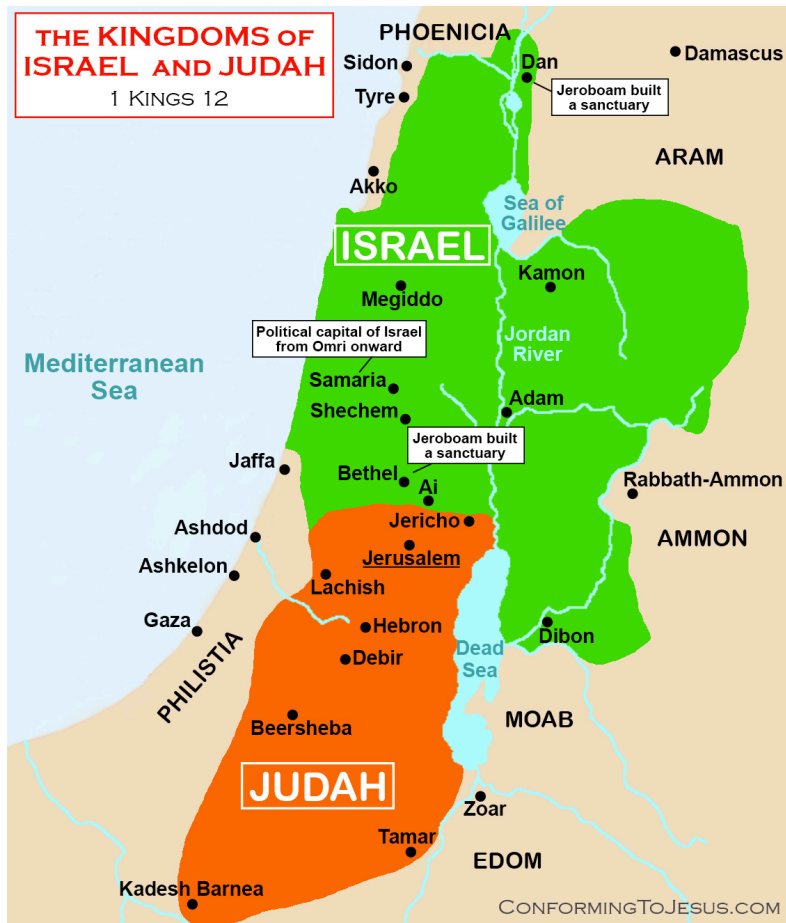 THE KINGDOMS OF
ISRAEL AND JUDAH
1 KINGS 12
PHOENICIA
Sidon
Dan
Damascus
Tyre
Jeroboam built
a sanctuary
ARAM
Akko
Sea of
Galilee
ISRAEL
Kamon
Megiddo
Political capital of Israel
from Omri onward
Jordan
River
Mediterranean
Sea
Samaria
Adam
Shechem
Jeroboam built
a sanctuary
Jaffa
Bethel
Ai
Rabbath-Ammon
Jericho
Ashdod
AMMON
Jerusalem
Ashkelon
Lachish
Gaza
Hebron
Dibon
Dead
Sea
Debir
PHILISTIA
MOAB
Beersheba
JUDAH
Zoar
Tamar
EDOM
Kadesh Barnea
CONFORMINGTOJESUS.COM